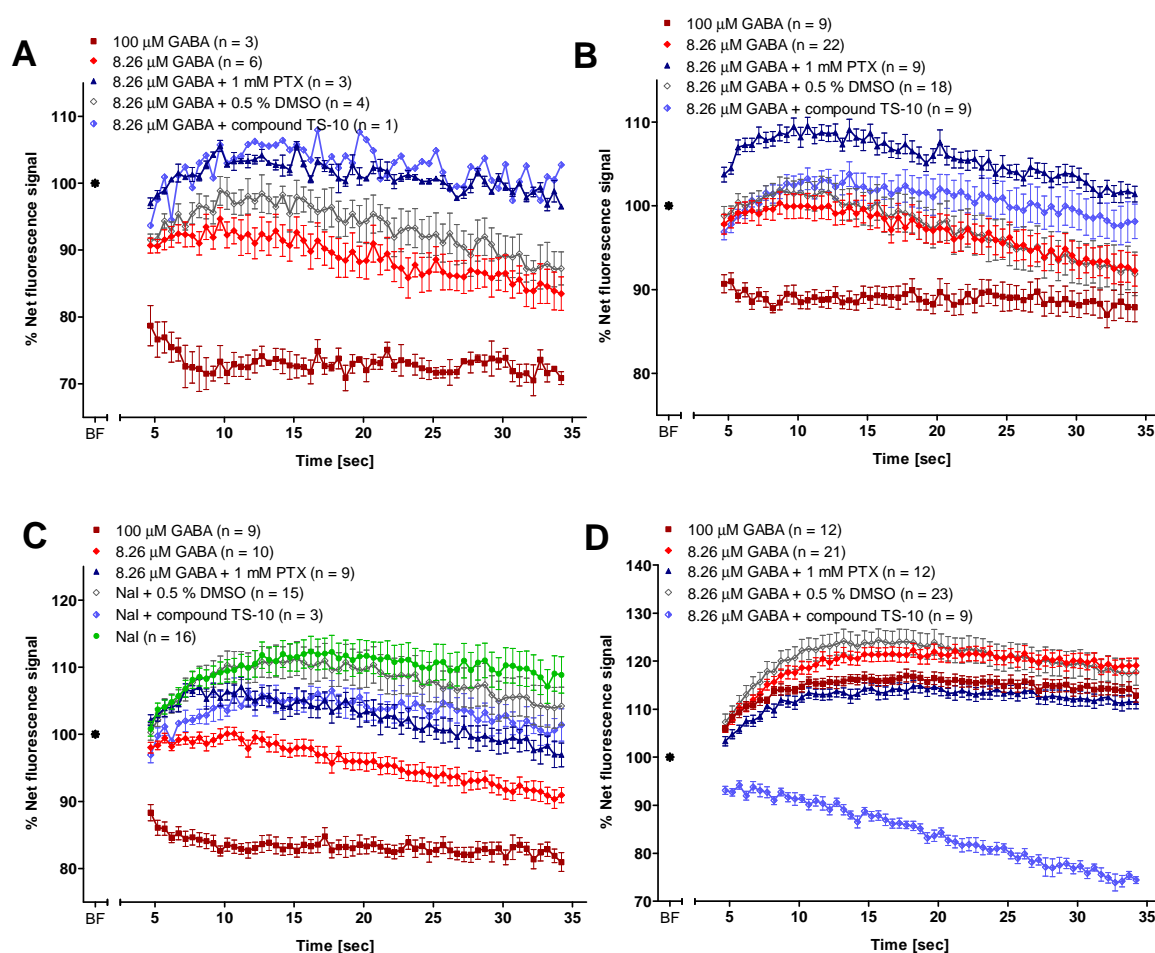 A
100 µM GABA (n = 3)
8.26 µM GABA (n = 6)
8.26 µM GABA + 1 mM PTX (n = 3)
8.26 µM GABA + 0.5 % DMSO (n = 4)
8.26 µM GABA + compound TS-10 (n = 1)
110
100
90
80
70
% Net fluorescence signal
BF
5
10
15
20
25
30
35
Time [sec]
B
100 µM GABA (n = 9)
8.26 µM GABA (n = 22)
8.26 µM GABA + 1 mM PTX (n = 9)
8.26 µM GABA + 0.5 % DMSO (n = 18)
8.26 µM GABA + compound TS-10 (n = 9)
110
100
90
80
% Net fluorescence signal
BF
5
10
15
20
25
30
35
Time [sec]
C
100 µM GABA (n = 9)
8.26 µM GABA (n = 10)
8.26 µM GABA + 1 mM PTX (n = 9)
NaI + 0.5 % DMSO (n = 15)
NaI + compound TS-10 (n = 3)
NaI (n = 16)
120
110
100
90
80
% Net fluorescence signal
BF
5
10
15
20
25
30
35
Time [sec]
D
100 µM GABA (n = 12)
8.26 µM GABA (n = 21)
8.26 µM GABA + 1 mM PTX (n = 12)
8.26 µM GABA + 0.5 % DMSO (n = 23)
8.26 µM GABA + compound TS-10 (n = 9)
140
130
120
110
100
90
80
70
% Net fluorescence signal
BF
5
10
15
20
25
30
35
Time [sec]